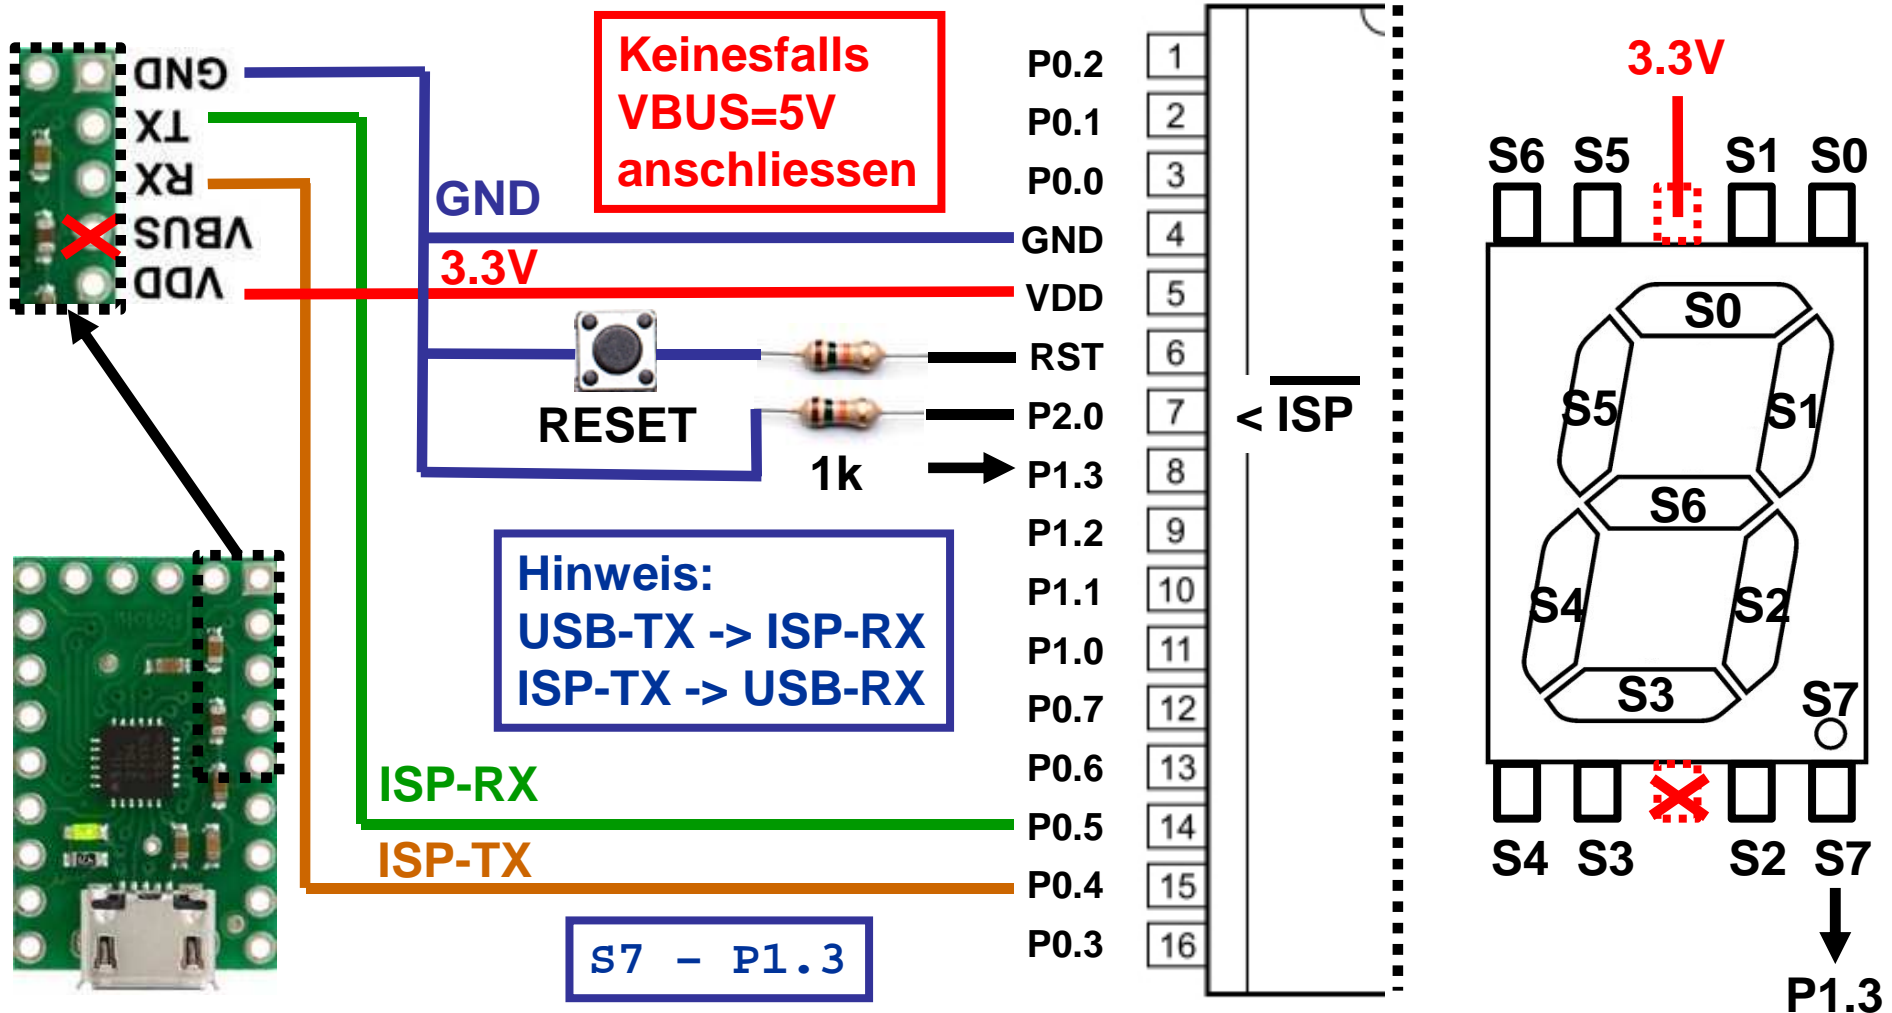 GND
TX
RX
VBUS
VDD
GND
3.3V
Keinesfalls
VBUS=5V
anschliessen
RESET
1k
Hinweis:
USB-TX -> ISP-RX
ISP-TX -> USB-RX
ISP-RX
ISP-TX
S7 – P1.3
P0.2 1
P0.1 2
P0.0 3
GND 4
VDD 5
RST 6
P2.0 7
P1.3 8
P1.2 9
P1.1 10
P1.0 11
P0.7 12
P0.6 13
P0.5 14
P0.4 15
P0.3 16
< ISP
3.3V
S6 S5 S1 S0
S0
S5 S1
S6
S4 S2
S3
S7
S4 S3 S2 S7
P1.3